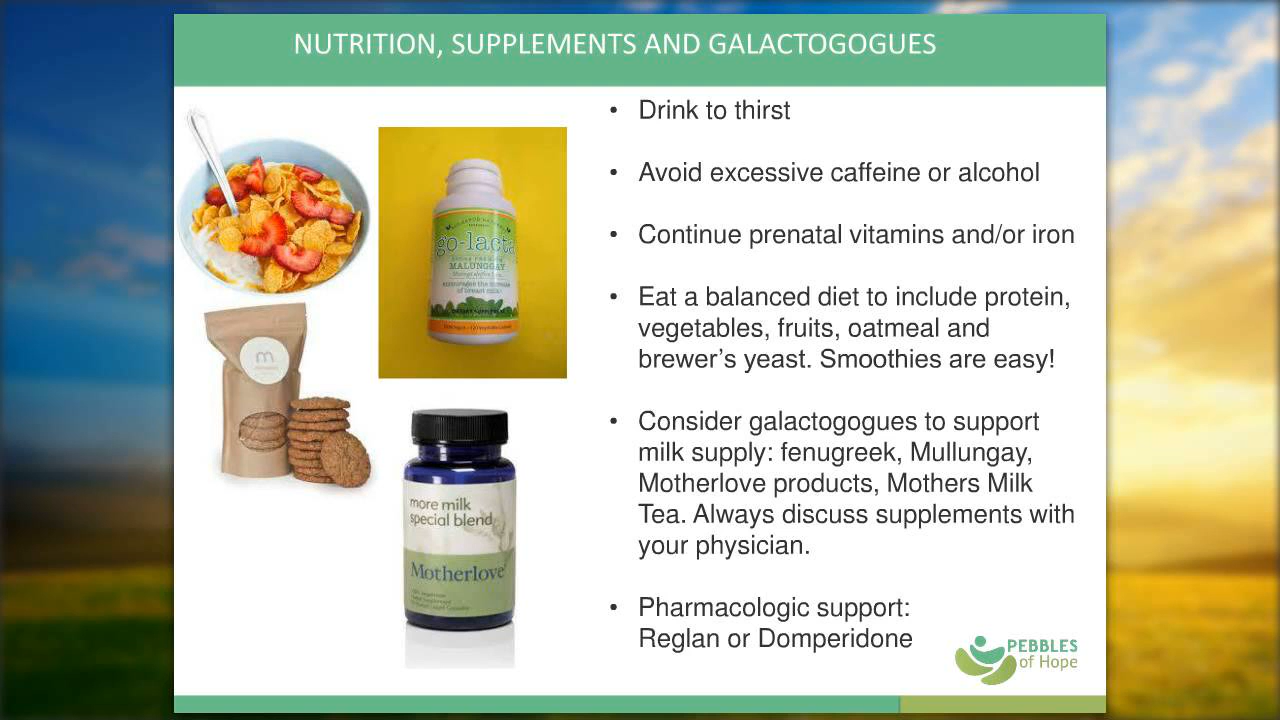 NUTRITION, SUPPLEMENTS AND GALACTOGOGUES
• Drink to thirst
• Avoid excessive caffeine or alcohol
• Continue prenatal vitamins and/or iron
• Eat a balanced diet to include protein,
vegetables, fruits, oatmeal and
brewer’s yeast. Smoothies are easy!
• Consider galactogogues to support
milk supply: fenugreek, Mullungay,
Motherlove products, Mothers Milk
Tea. Always discuss supplements with
your physician.
• Pharmacologic support:
Reglan or Domperidone
go-lacta
MALUNGGAY
of breast milk
m
more milk
special blend
Motherlove
PEBBLES
of Hope